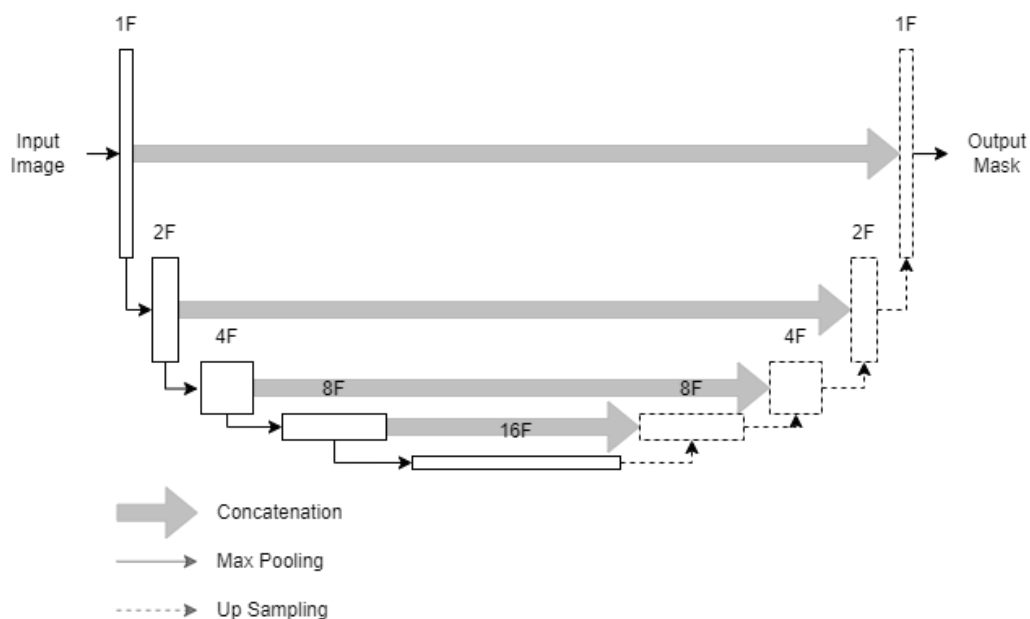 1F
1F
Input
Image
Output
Mask
2F
2F
4F
4F
8F
8F
16F
Concatenation
Max Pooling
Up Sampling